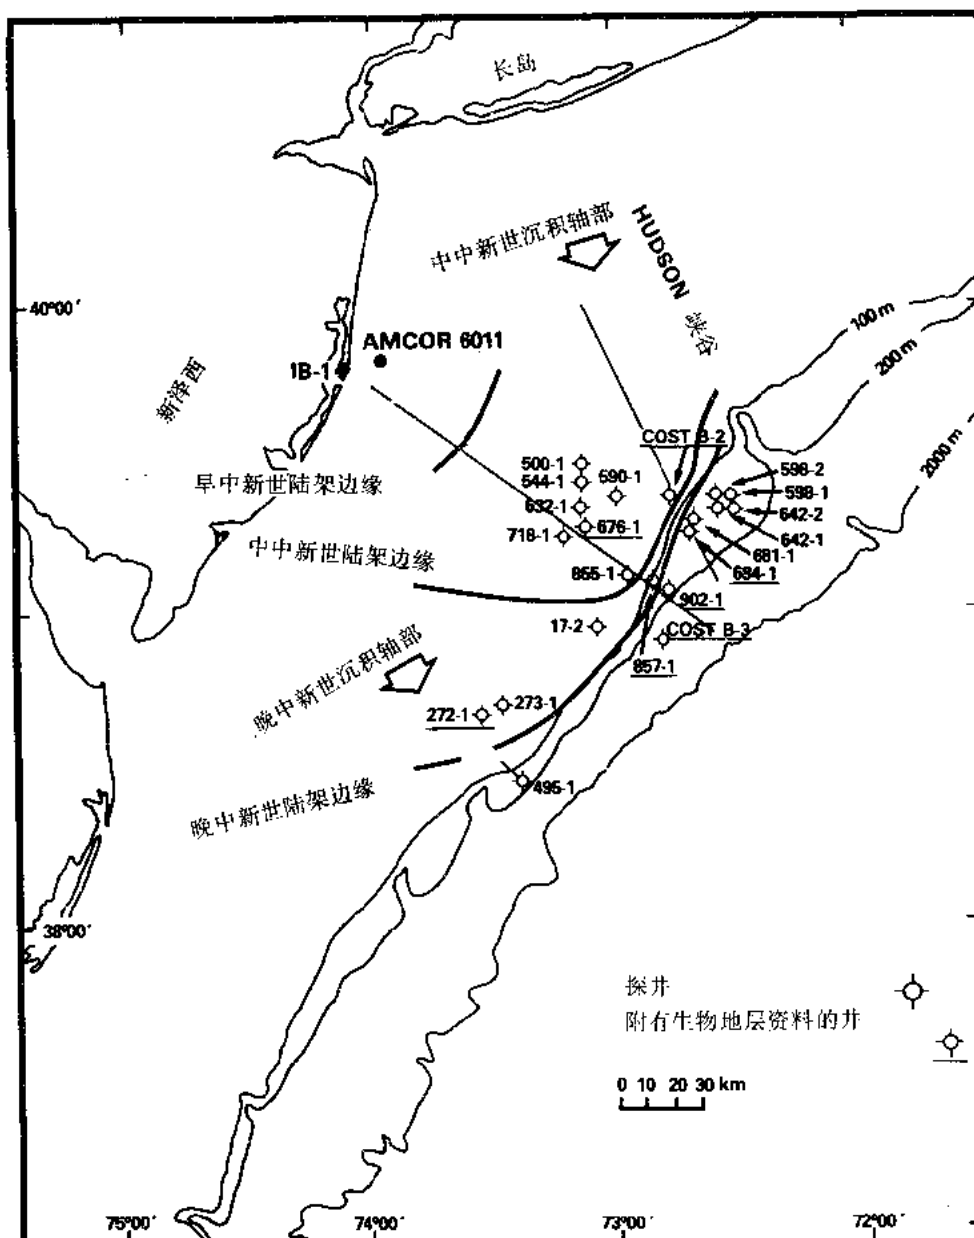 长岛
中中新世沉积轴部
HUDSON 峡谷
40°00′
100 m
AMCOR 6011
1B-1
200 m
新泽西
2000 m
COST B-2
500-1
598-2
544-1
590-1
598-1
早中新世陆架边缘
632-1
642-2
676-1
642-1
718-1
681-1
中中新世陆架边缘
684-1
855-1
902-1
17-2
COST B-3
857-1
晚中新世沉积轴部
273-1
272-1
495-1
晚中新世陆架边缘
38°00′
探井
附有生物地层资料的井
0 10 20 30 km
75°00′
74°00′
73°00′
72°00′